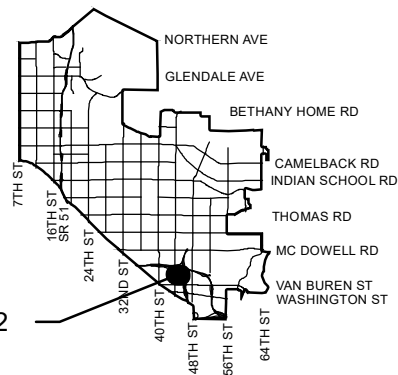 NORTHERN AVE
GLENDALE AVE
BETHANY HOME RD
CAMELBACK RD
INDIAN SCHOOL RD
THOMAS RD
MC DOWELL RD
VAN BUREN ST
WASHINGTON ST
7TH ST
16TH ST
SR 51
24TH ST
32ND ST
40TH ST
48TH ST
56TH ST
64TH ST
2